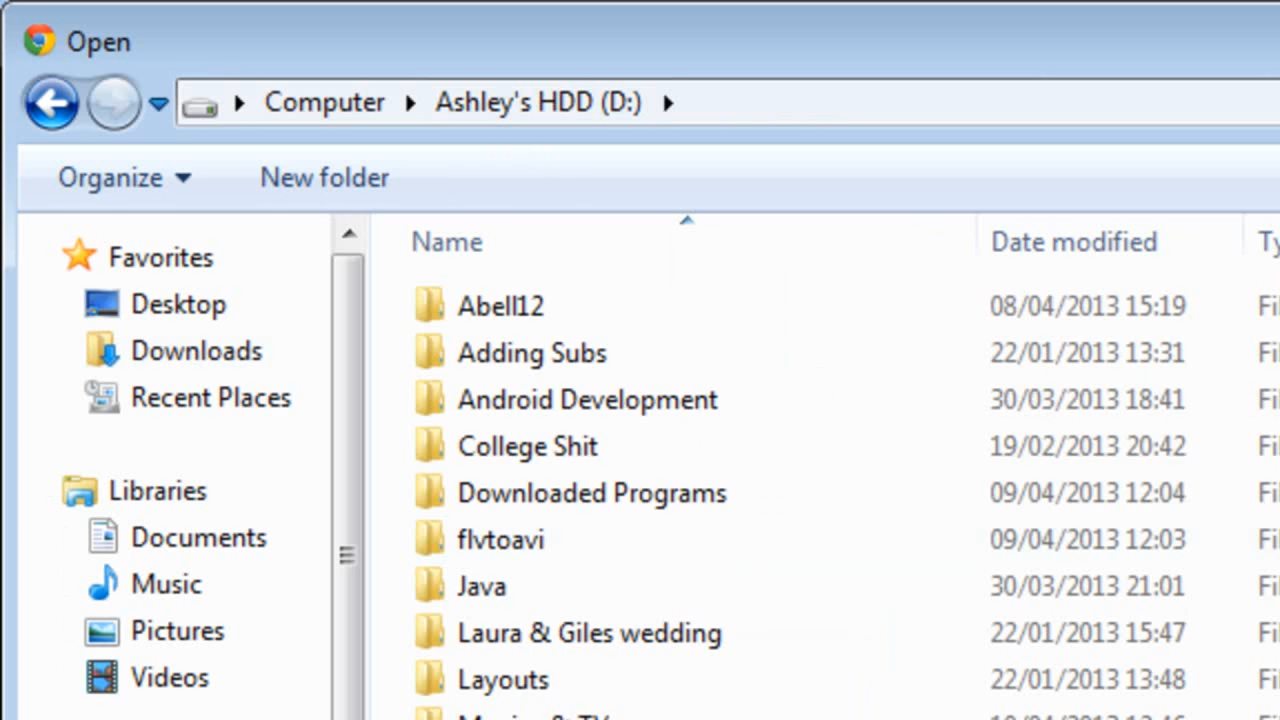 Open
Computer Ashley's HDD (D:)
Organize New folder
Name Date modified
Favorites
Desktop
Downloads
Recent Places
Libraries
Documents
Music
Pictures
Videos
Abell12 08/04/2013 15:19
Adding Subs 22/01/2013 13:31
Android Development 30/03/2013 18:41
College Shit 19/02/2013 20:42
Downloaded Programs 09/04/2013 12:04
flvtoavi 09/04/2013 12:03
Java 30/03/2013 21:01
Laura & Giles wedding 22/01/2013 15:47
Layouts 22/01/2013 13:48